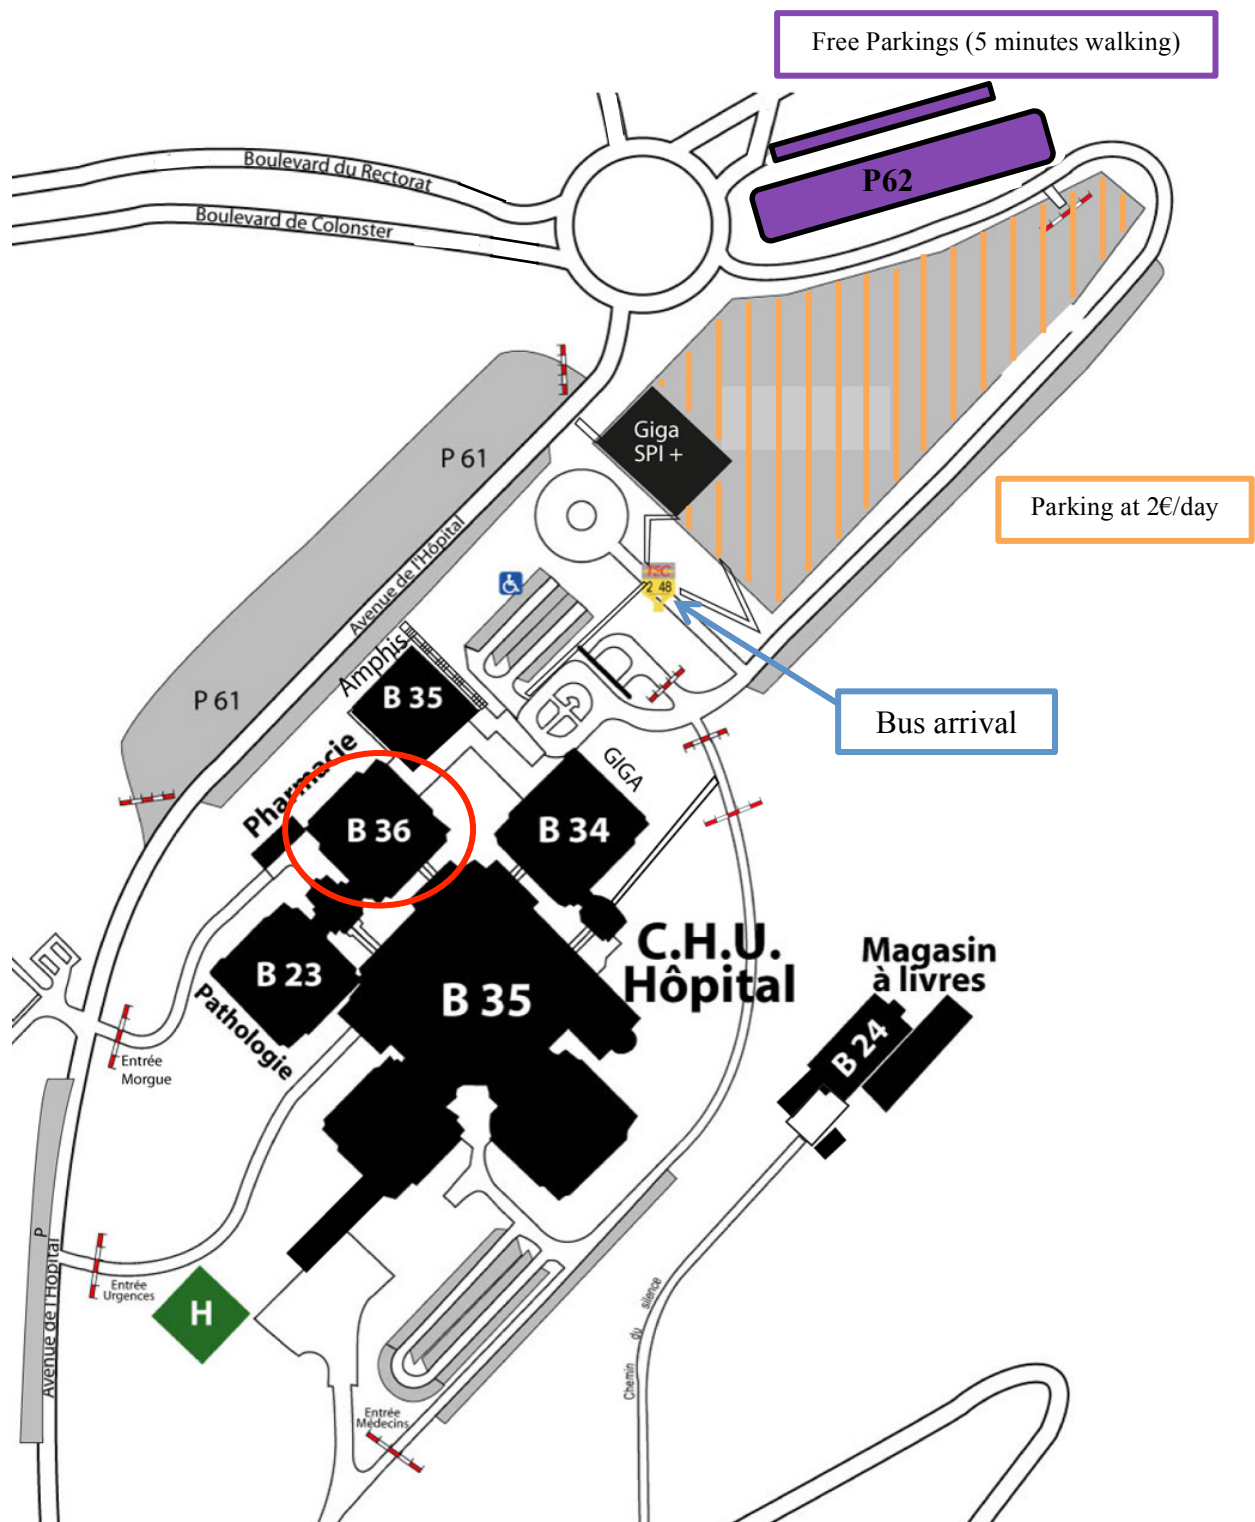 Free Parkings (5 minutes walking)
P62
Boulevard du Rectorat
Boulevard de Colonster
Giga
SPI +
P 61
Parking at 2€/day
Avenue de l'Hôpital
TEC
2 48
Amphis
B 35
P 61
Bus arrival
Pharmacie
GIGA
B 36
B 34
C.H.U.
Hôpital
Magasin
à livres
B 23
B 35
Pathologie
B 24
Entrée
Morgue
P
Avenue de l'Hôpital
Entrée
Urgences
H
Chemin du silence
Entrée
Médecins